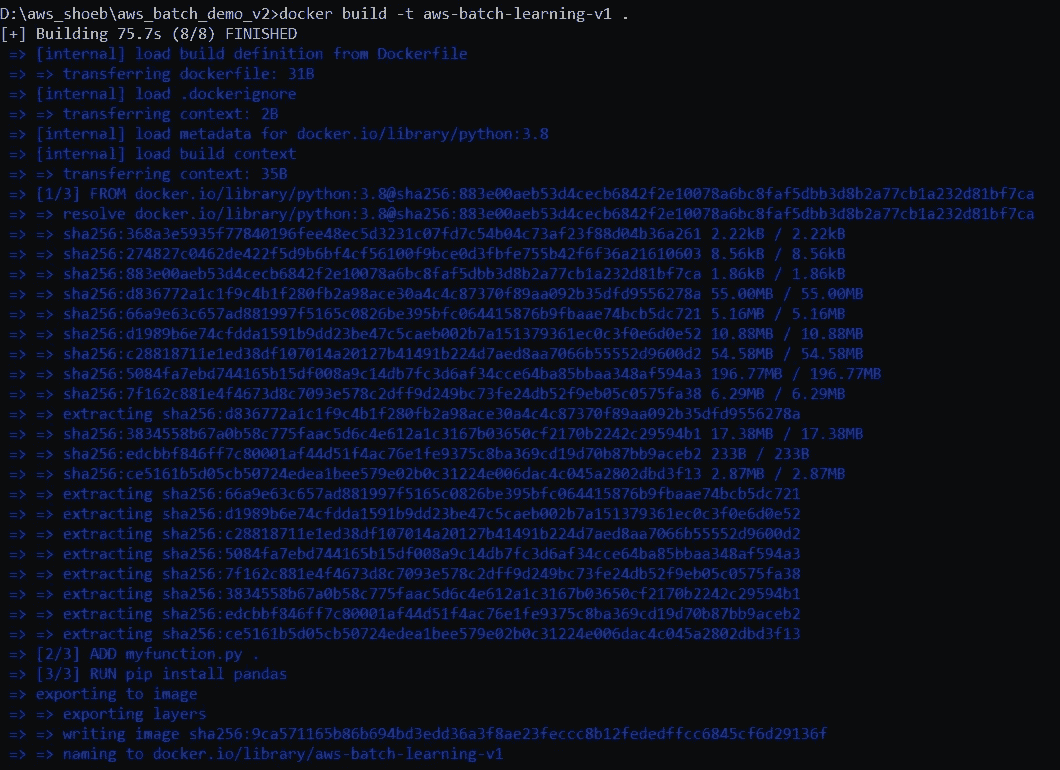 D:\aws_shoeb\aws_batch_demo_v2>docker build -t aws-batch-learning-v1 .
[+] Building 75.7s (8/8) FINISHED
=> [internal] load build definition from Dockerfile
=> => transferring dockerfile: 31B
=> [internal] load .dockerignore
=> => transferring context: 2B
=> [internal] load metadata for docker.io/library/python:3.8
=> [internal] load build context
=> => transferring context: 35B
=> [1/3] FROM docker.io/library/python:3.8@sha256:883e00aeb53d4cecb6842f2e10078a6bc8faf5dbb3d8b2a77cb1a232d81bf7ca
=> => resolve docker.io/library/python:3.8@sha256:883e00aeb53d4cecb6842f2e10078a6bc8faf5dbb3d8b2a77cb1a232d81bf7ca
=> => sha256:368a3e5935f77840196fee48ec5d3231c07fd7c54b04c73af23f88d04b36a261 2.22kB / 2.22kB
=> => sha256:274827c0462de422f5d9b6bf4cf56100f9bce0d3fbfe755b42f6f36a21610603 8.56kB / 8.56kB
=> => sha256:883e00aeb53d4cecb6842f2e10078a6bc8faf5dbb3d8b2a77cb1a232d81bf7ca 1.86kB / 1.86kB
=> => sha256:d836772a1c1f9c4b1f280fb2a98ace30a4c4c87370f89aa092b35dfd9556278a 55.00MB / 55.00MB
=> => sha256:66a9e63c657ad881997f5165c0826be395bfc064415876b9fbaae74bcb5dc721 5.16MB / 5.16MB
=> => sha256:d1989b6e74cfdda1591b9dd23be47c5caeb002b7a151379361ec0c3f0e6d0e52 10.88MB / 10.88MB
=> => sha256:c28818711e1ed38df107014a20127b41491b224d7aed8aa7066b55552d9600d2 54.58MB / 54.58MB
=> => sha256:5084fa7ebd744165b15df008a9c14db7fc3d6af34cce64ba85bbaa348af594a3 196.77MB / 196.77MB
=> => sha256:7f162c881e4f4673d8c7093e578c2dff9d249bc73fe24db52f9eb05c0575fa38 6.29MB / 6.29MB
=> => extracting sha256:d836772a1c1f9c4b1f280fb2a98ace30a4c4c87370f89aa092b35dfd9556278a
=> => sha256:3834558b67a0b58c775faac5d6c4e612a1c3167b03650cf2170b2242c29594b1 17.38MB / 17.38MB
=> => sha256:edcbbf846ff7c80001af44d51f4ac76e1fe9375c8ba369cd19d70b87bb9aceb2 233B / 233B
=> => sha256:ce5161b5d05cb50724edea1bee579e02b0c31224e006dac4c045a2802dbd3f13 2.87MB / 2.87MB
=> => extracting sha256:66a9e63c657ad881997f5165c0826be395bfc064415876b9fbaae74bcb5dc721
=> => extracting sha256:d1989b6e74cfdda1591b9dd23be47c5caeb002b7a151379361ec0c3f0e6d0e52
=> => extracting sha256:c28818711e1ed38df107014a20127b41491b224d7aed8aa7066b55552d9600d2
=> => extracting sha256:5084fa7ebd744165b15df008a9c14db7fc3d6af34cce64ba85bbaa348af594a3
=> => extracting sha256:7f162c881e4f4673d8c7093e578c2dff9d249bc73fe24db52f9eb05c0575fa38
=> => extracting sha256:3834558b67a0b58c775faac5d6c4e612a1c3167b03650cf2170b2242c29594b1
=> => extracting sha256:edcbbf846ff7c80001af44d51f4ac76e1fe9375c8ba369cd19d70b87bb9aceb2
=> => extracting sha256:ce5161b5d05cb50724edea1bee579e02b0c31224e006dac4c045a2802dbd3f13
=> [2/3] ADD myfunction.py .
=> [3/3] RUN pip install pandas
=> exporting to image
=> => exporting layers
=> => writing image sha256:9ca571165b86b694bd3edd36a3f8ae23feccc8b12fededffcc6845cf6d29136f
=> => naming to docker.io/library/aws-batch-learning-v1